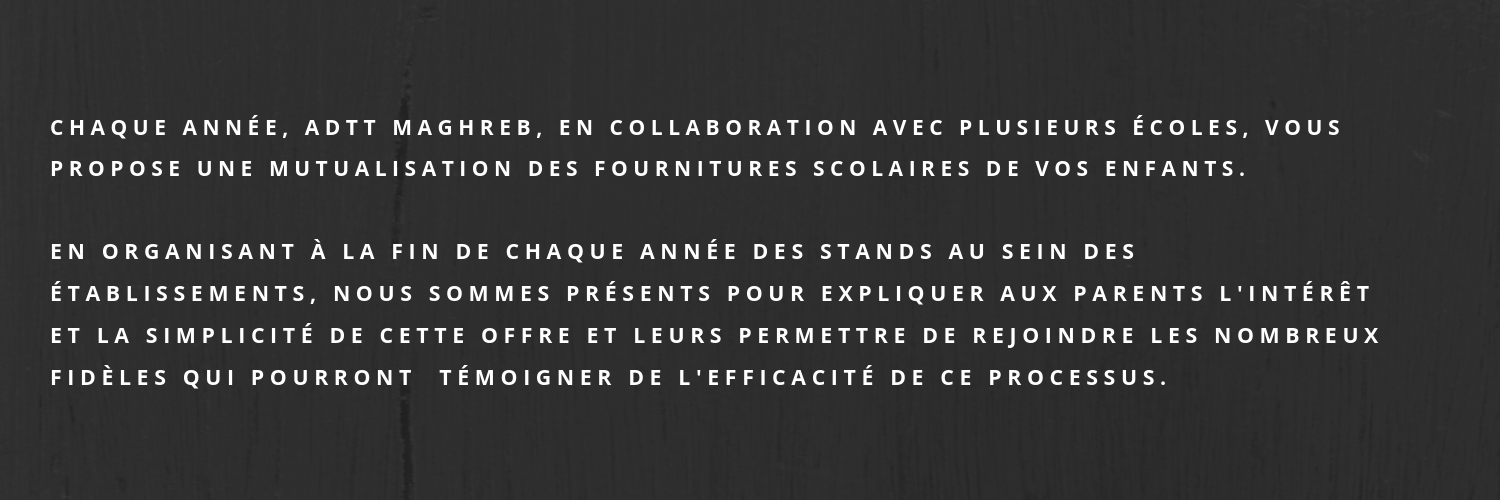 CHAQUE ANNÉE, ADTT MAGHREB, EN COLLABORATION AVEC PLUSIEURS ÉCOLES, VOUS
PROPOSE UNE MUTUALISATION DES FOURNITURES SCOLAIRES DE VOS ENFANTS.
EN ORGANISANT À LA FIN DE CHAQUE ANNÉE DES STANDS AU SEIN DES
ÉTABLISSEMENTS, NOUS SOMMES PRÉSENTS POUR EXPLIQUER AUX PARENTS L'INTÉRÊT
ET LA SIMPLICITÉ DE CETTE OFFRE ET LEURS PERMETTRE DE REJOINDRE LES NOMBREUX
FIDÈLES QUI POURRONT  TÉMOIGNER DE L'EFFICACITÉ DE CE PROCESSUS.